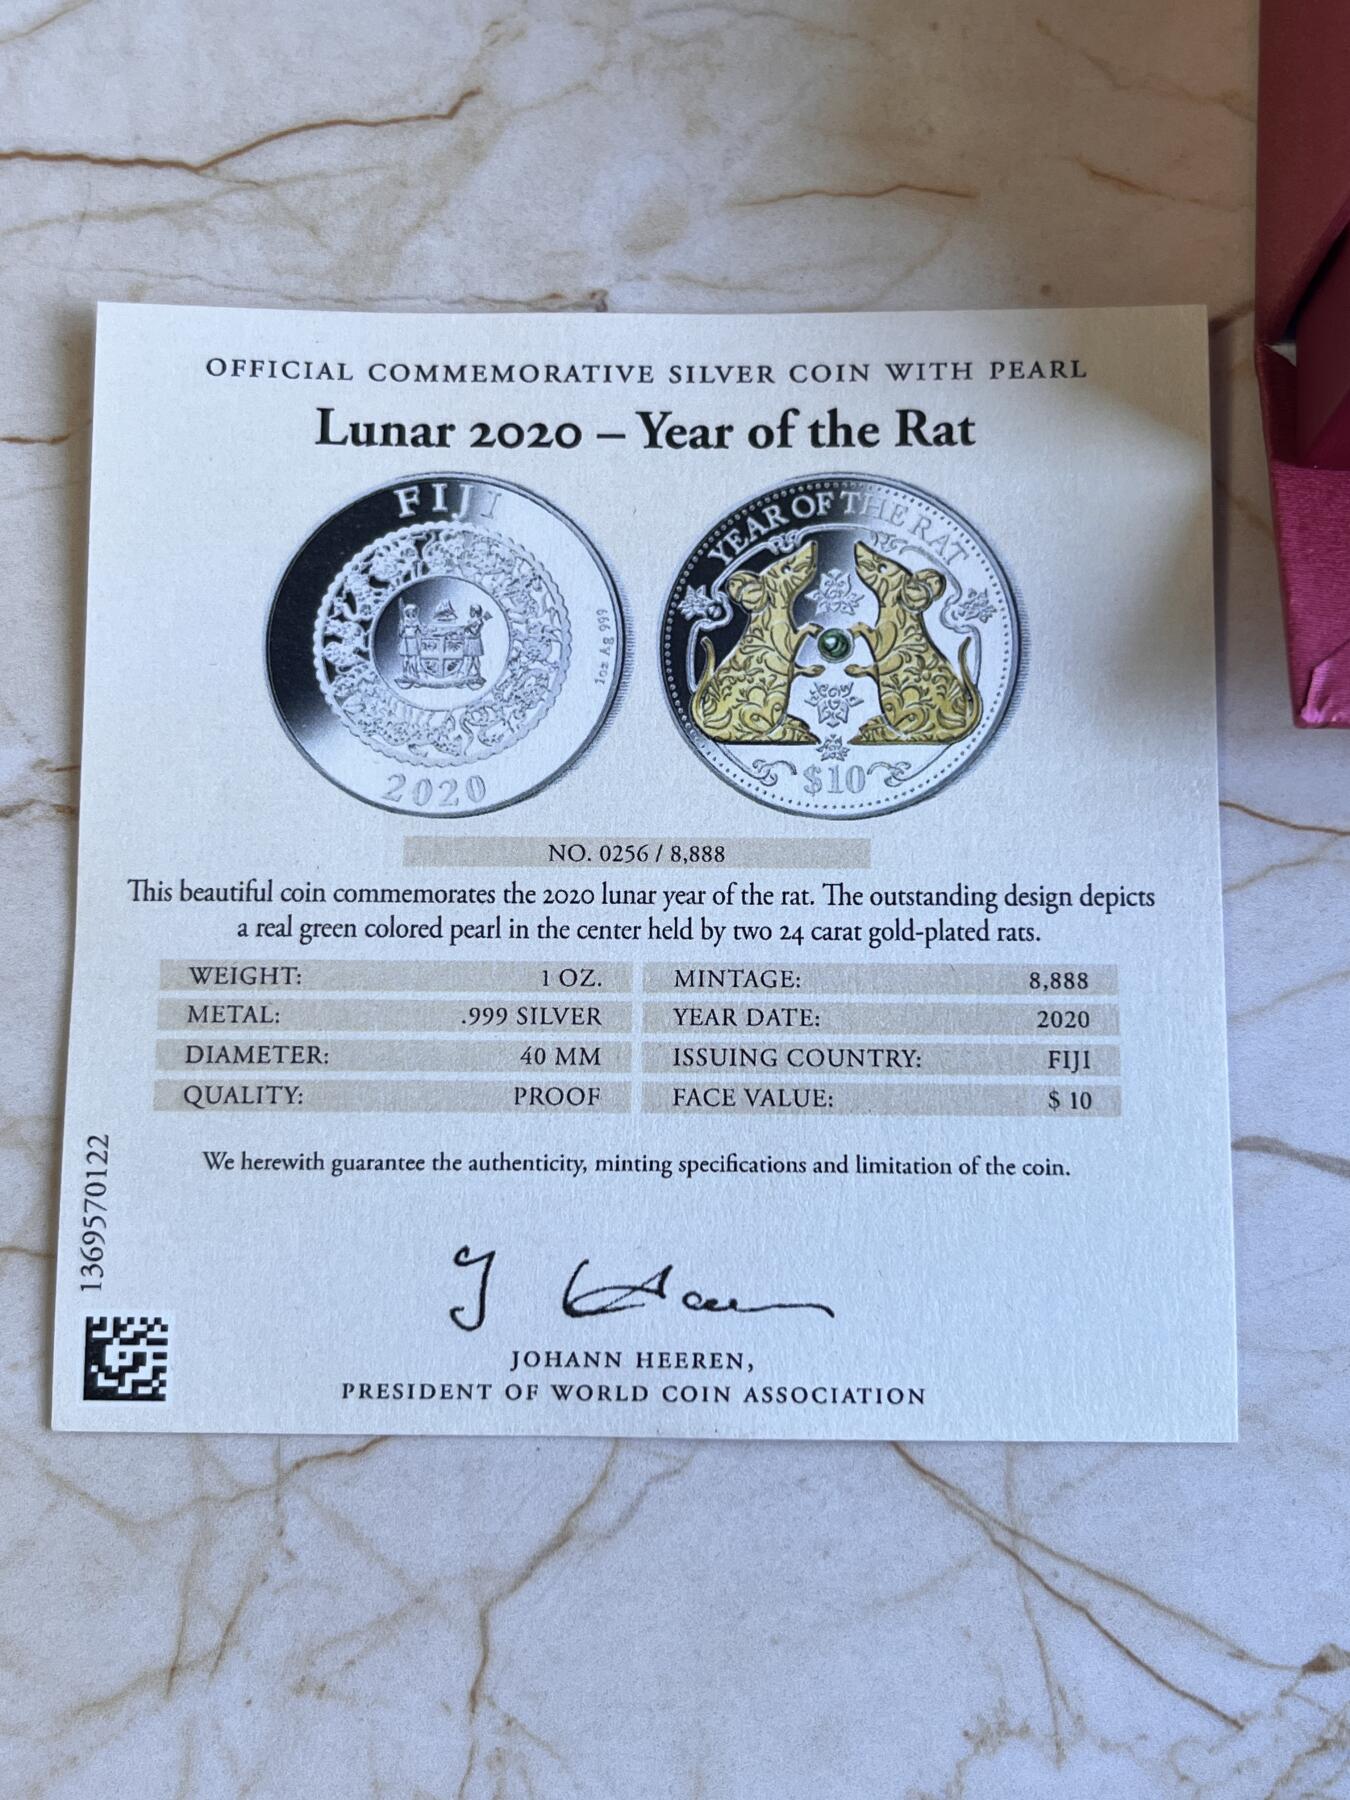 OFFICIAL COMMEMORATIVE SILVER COIN WITH PEARL
Lunar 2020 – Year of the Rat
FIJI
1oz Ag 999
2020
YEAR OF THE RAT
$10
NO. 0256 / 8,888
This beautiful coin commemorates the 2020 lunar year of the rat. The outstanding design depicts
a real green colored pearl in the center held by two 24 carat gold-plated rats.
WEIGHT: 1 OZ.
METAL: .999 SILVER
DIAMETER: 40 MM
QUALITY: PROOF
MINTAGE: 8,888
YEAR DATE: 2020
ISSUING COUNTRY: FIJI
FACE VALUE: $ 10
We herewith guarantee the authenticity, minting specifications and limitation of the coin.
1369570122
JOHANN HEEREN,
PRESIDENT OF WORLD COIN ASSOCIATION